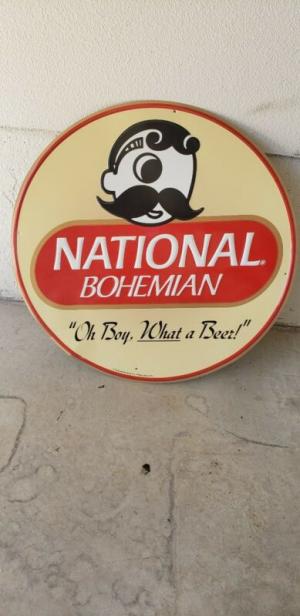 NATIONAL®
BOHEMIAN
"Oh Boy, What a Beer!"